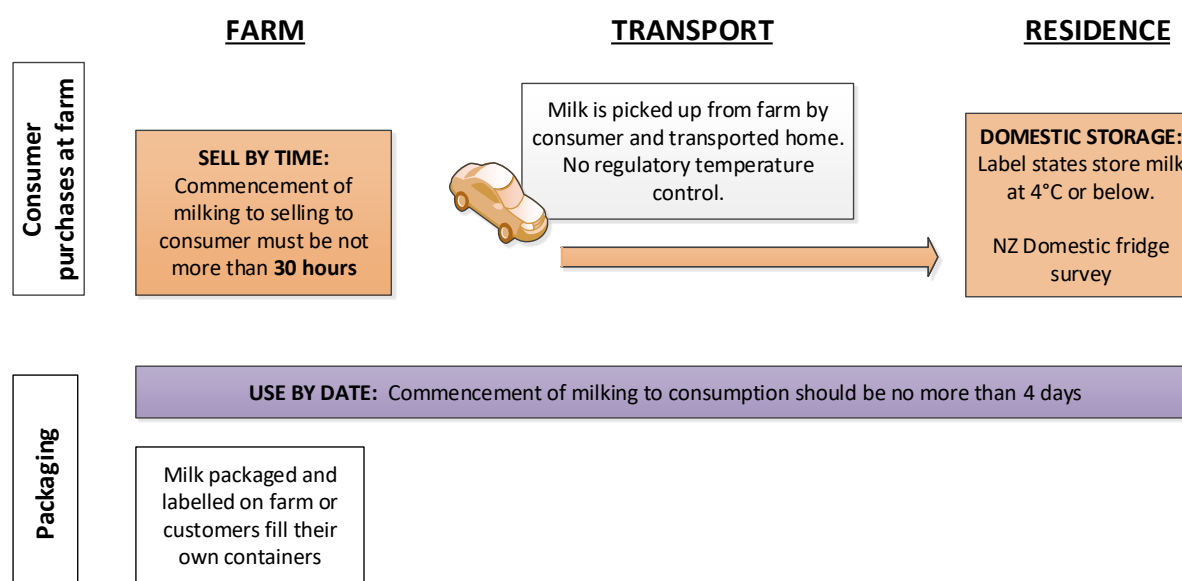 FARM
TRANSPORT
RESIDENCE
Consumer
purchases at farm
SELL BY TIME:
Commencement of
milking to selling to
consumer must be not
more than 30 hours
Milk is picked up from farm by
consumer and transported home.
No regulatory temperature
control.
DOMESTIC STORAGE:
Label states store milk
at 4°C or below.
NZ Domestic fridge
survey
Packaging
USE BY DATE: Commencement of milking to consumption should be no more than 4 days
Milk packaged and
labelled on farm or
customers fill their
own containers